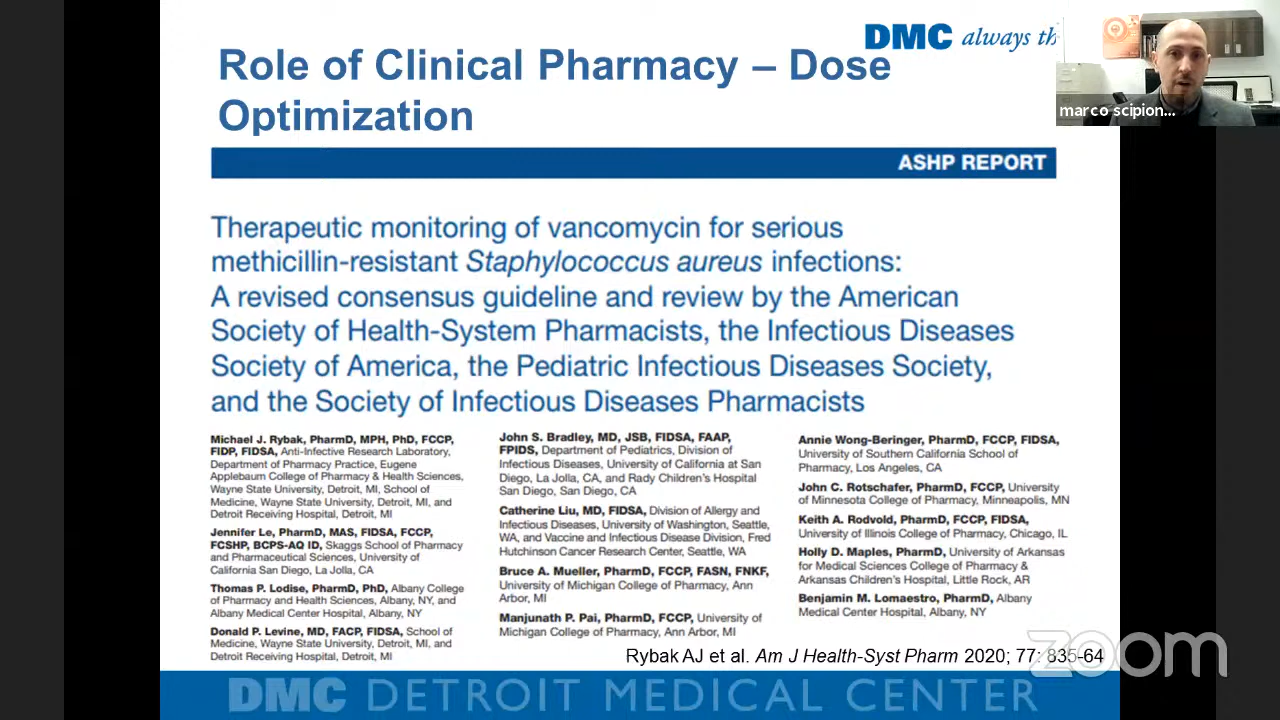 DMC always th
Role of Clinical Pharmacy – Dose
Optimization
marco scipion...
ASHP REPORT
Therapeutic monitoring of vancomycin for serious
methicillin-resistant Staphylococcus aureus infections:
A revised consensus guideline and review by the American
Society of Health-System Pharmacists, the Infectious Diseases
Society of America, the Pediatric Infectious Diseases Society,
and the Society of Infectious Diseases Pharmacists
Michael J. Rybak, PharmD, MPH, PhD, FCCP,
FIDP, FIDSA, Anti-Infective Research Laboratory,
Department of Pharmacy Practice, Eugene
Applebaum College of Pharmacy & Health Sciences,
Wayne State University, Detroit, MI, School of
Medicine, Wayne State University, Detroit, MI, and
Detroit Receiving Hospital, Detroit, MI
Jennifer Le, PharmD, MAS, FIDSA, FCCP,
FCSHP, BCPS-AQ ID, Skaggs School of Pharmacy
and Pharmaceutical Sciences, University of
California San Diego, La Jolla, CA
Thomas P. Lodise, PharmD, PhD, Albany College
of Pharmacy and Health Sciences, Albany, NY, and
Albany Medical Center Hospital, Albany, NY
Donald P. Levine, MD, FACP, FIDSA, School of
Medicine, Wayne State University, Detroit, MI, and
Detroit Receiving Hospital, Detroit, MI
John S. Bradley, MD, JSB, FIDSA, FAAP,
FPIDS, Department of Pediatrics, Division of
Infectious Diseases, University of California at San
Diego, La Jolla, CA, and Rady Children's Hospital
San Diego, San Diego, CA
Catherine Liu, MD, FIDSA, Division of Allergy and
Infectious Diseases, University of Washington, Seattle,
WA, and Vaccine and Infectious Disease Division, Fred
Hutchinson Cancer Research Center, Seattle, WA
Bruce A. Mueller, PharmD, FCCP, FASN, FNKF,
University of Michigan College of Pharmacy, Ann
Arbor, MI
Manjunath P. Pai, PharmD, FCCP, University of
Michigan College of Pharmacy, Ann Arbor, MI
Annie Wong-Beringer, PharmD, FCCP, FIDSA,
University of Southern California School of
Pharmacy, Los Angeles, CA
John C. Rotschafer, PharmD, FCCP, University
of Minnesota College of Pharmacy, Minneapolis, MN
Keith A. Rodvold, PharmD, FCCP, FIDSA,
University of Illinois College of Pharmacy, Chicago, IL
Holly D. Maples, PharmD, University of Arkansas
for Medical Sciences College of Pharmacy &
Arkansas Children's Hospital, Little Rock, AR
Benjamin M. Lomaestro, PharmD, Albany
Medical Center Hospital, Albany, NY
Rybak AJ et al. Am J Health-Syst Pharm 2020; 77: 835-64
zoom
DMC DETROIT MEDICAL CENTER